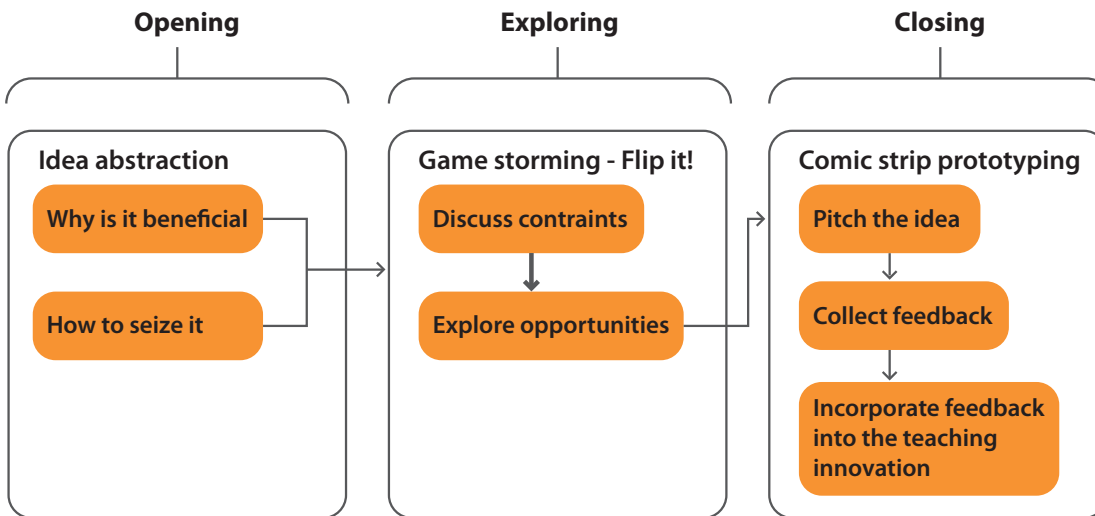 Opening
Exploring
Closing
Idea abstraction
Why is it beneficial
How to seize it
Game storming - Flip it!
Discuss contraints
Explore opportunities
Comic strip prototyping
Pitch the idea
Collect feedback
Incorporate feedback
into the teaching
innovation